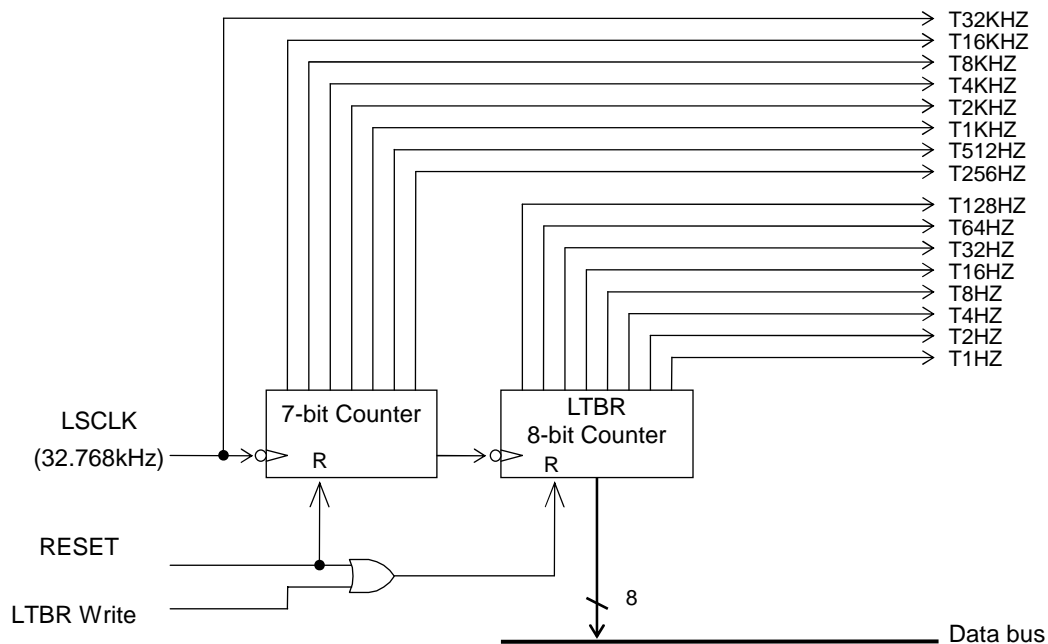 T32KHZ
T16KHZ
T8KHZ
T4KHZ
T2KHZ
T1KHZ
T512HZ
T256HZ
T128HZ
T64HZ
T32HZ
T16HZ
T8HZ
T4HZ
T2HZ
T1HZ
LSCLK
(32.768kHz)
7-bit Counter
R
LTBR
8-bit Counter
R
RESET
LTBR Write
8
Data bus